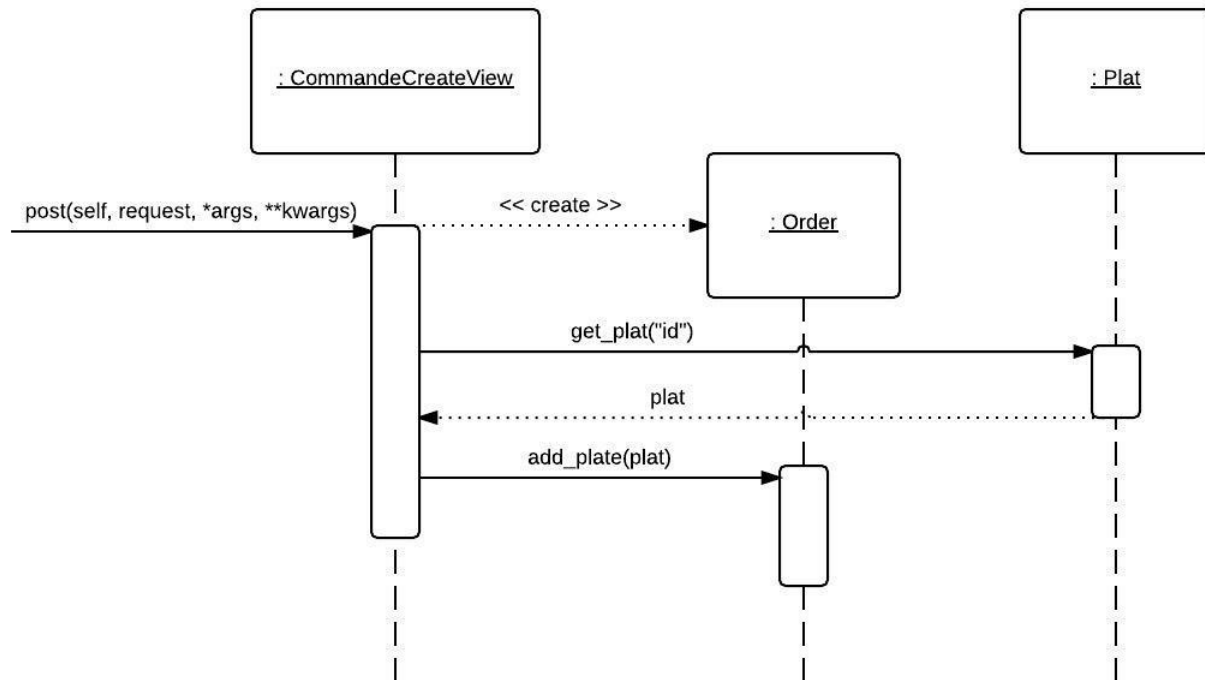 : CommandeCreateView
: Plat
post(self, request, *args, **kwargs)
<< create >>
: Order
get_plat("id")
plat
add_plate(plat)